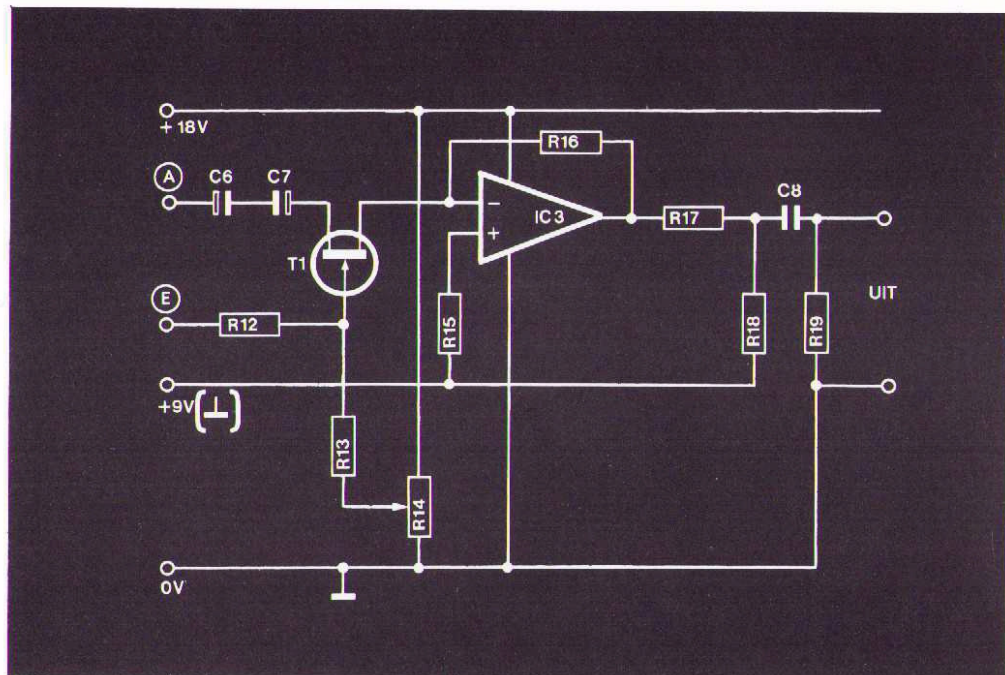 +18V
A
C6
C7
R16
C8
IC3
-
+
R17
T1
E
R12
R15
R18
R19
UIT
+9V
R13
R14
0V